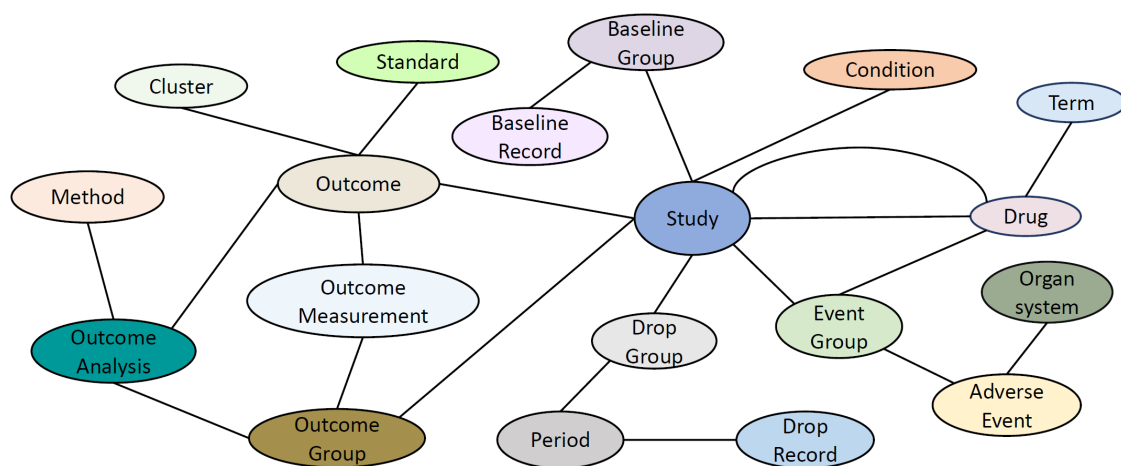 Baseline
Group
Standard
Condition
Cluster
Term
Baseline
Record
Outcome
Method
Study
Drug
Organ
system
Outcome
Measurement
Event
Group
Drop
Group
Outcome
Analysis
Adverse
Event
Outcome
Group
Period
Drop
Record